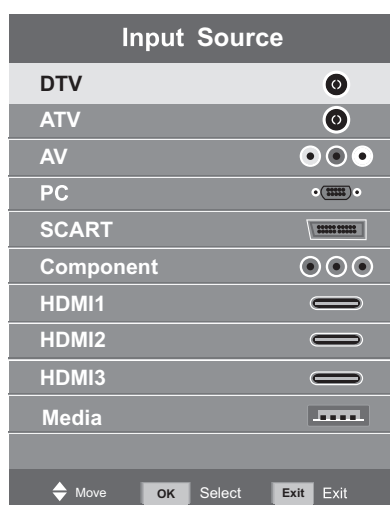 Input Source
DTV
ATV
AV
PC
SCART
Component
HDMI1
HDMI2
HDMI3
Media
Move OK Select Exit Exit